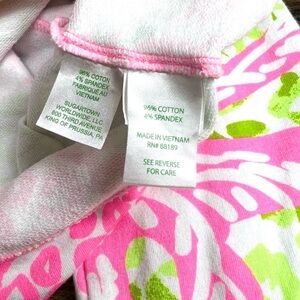 96% COTTON
4% SPANDEX
FABRIQUÉ AU
VIETNAM
SUGARTOWN
WORLDWIDE, LLC
800 THIRD AVENUE
KING OF PRUSSIA, PA
96% COTTON
4% SPANDEX
MADE IN VIETNAM
RN# 88189
SEE REVERSE
FOR CARE